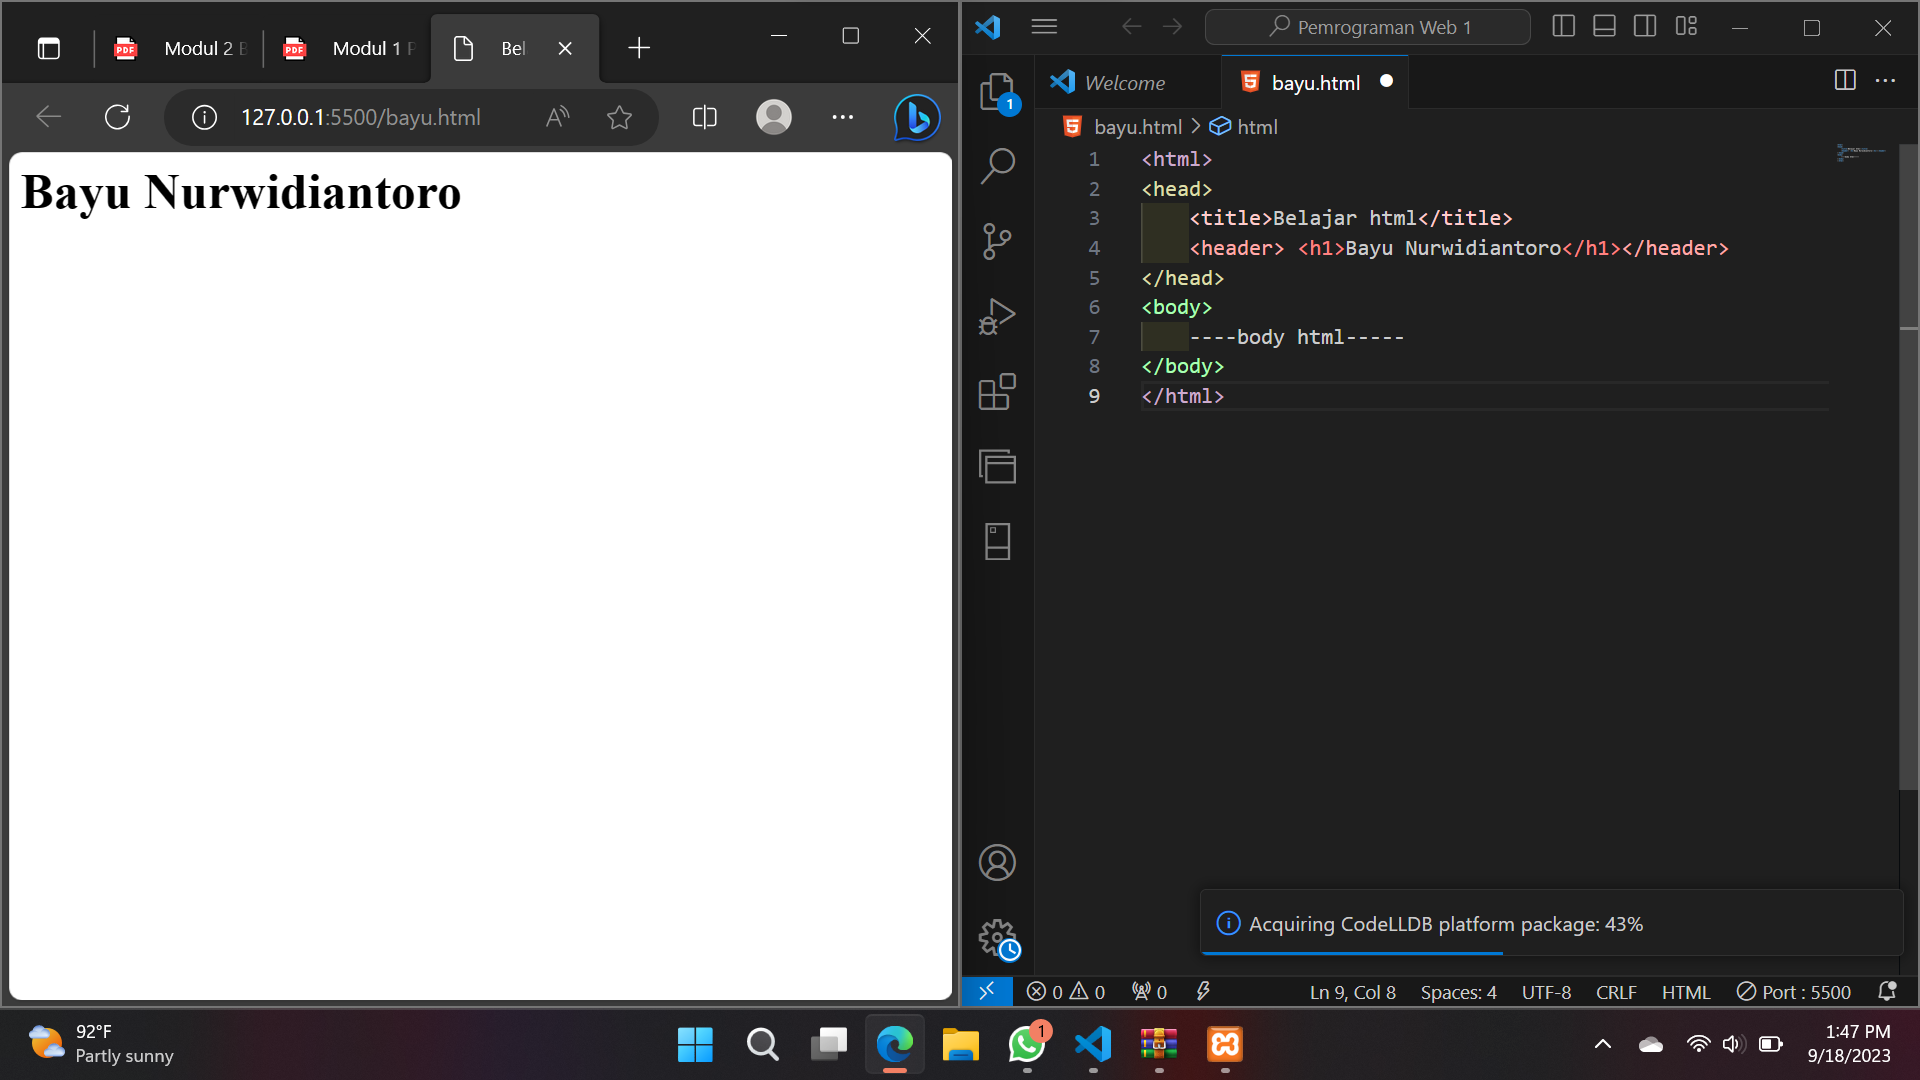 Modul 2 B
Modul 1 P
Bel
127.0.0.1:5500/bayu.html
Bayu Nurwidiantoro
Pemrograman Web 1
1
Welcome
bayu.html
bayu.html > html
1 <html>
2 <head>
3 <title>Belajar html</title>
4 <header> <h1>Bayu Nurwidiantoro</h1></header>
5 </head>
6 <body>
7 ----body html-----
8 </body>
9 </html>
Acquiring CodeLLDB platform package: 43%
0 0 0 Ln 9, Col 8 Spaces: 4 UTF-8 CRLF HTML Port : 5500
92°F
Partly sunny
1
1:47 PM
9/18/2023